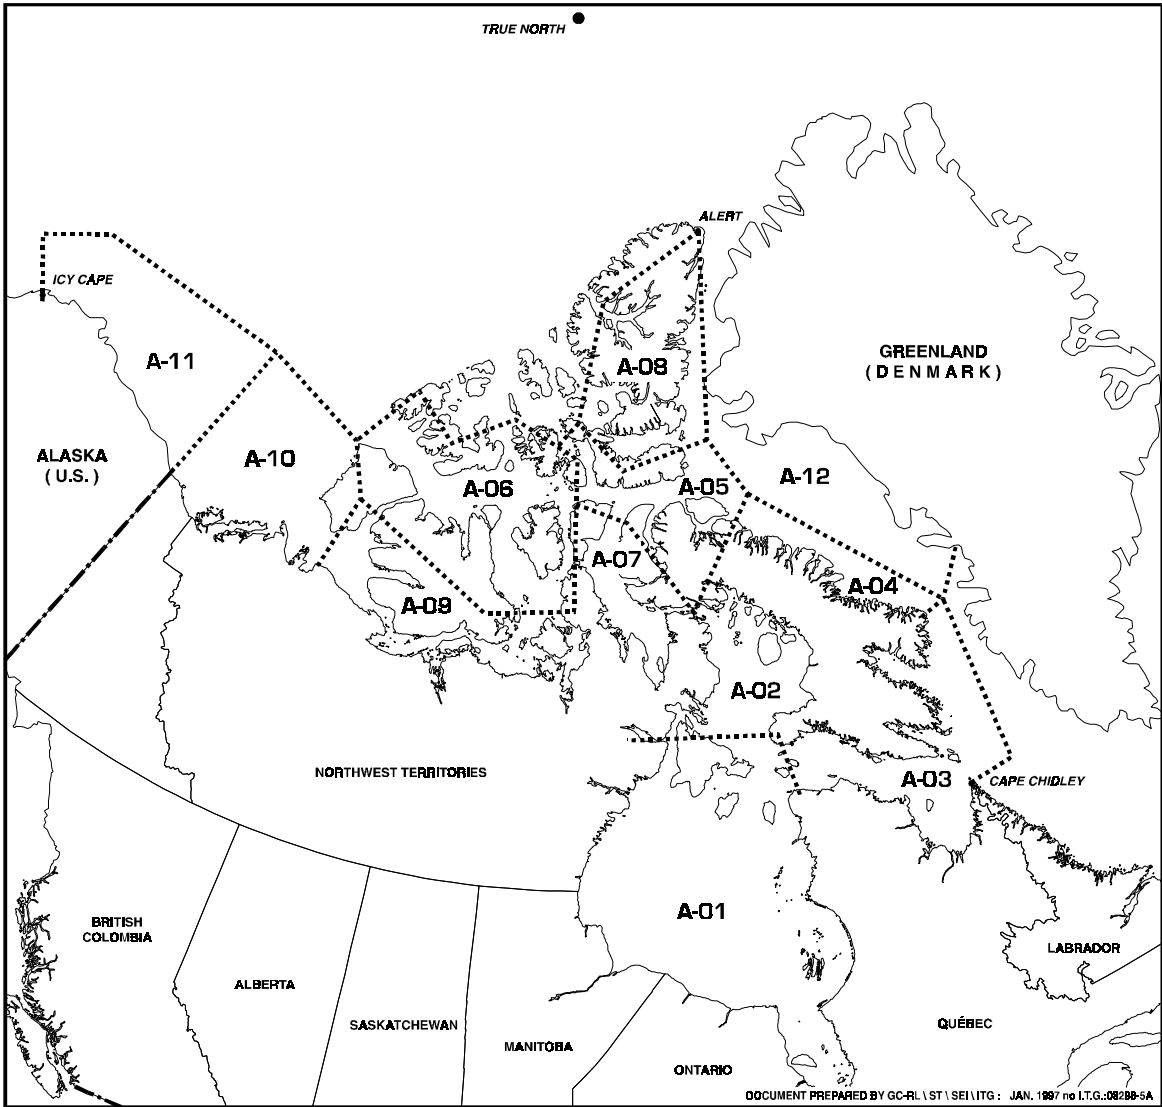 TRUE NORTH
ALERT
ICY CAPE
A-11
A-08
GREENLAND
( D E N M A R K )
ALASKA
( U.S. )
A-10
A-06
A-05
A-12
A-07
A-09
A-04
A-02
NORTHWEST TERRITORIES
A-03
CAPE CHIDLEY
A-01
BRITISH
COLOMBIA
LABRADOR
ALBERTA
SASKATCHEWAN
QUÉBEC
MANITOBA
ONTARIO
DOCUMENT PREPARED BY GC-RL \ ST \ SEI \ ITG : JAN. 1997 no I.T.G.:08298-5A